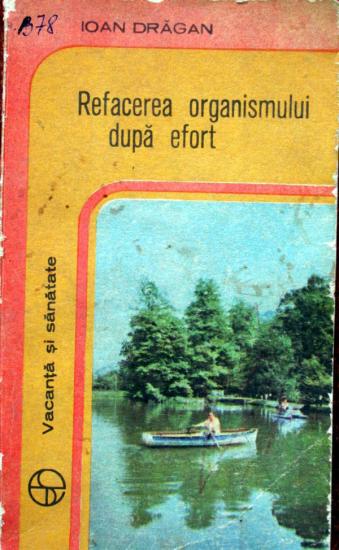 B78
IOAN DRĂGAN
Refacerea organismului
după efort
Vacanță și sănătate